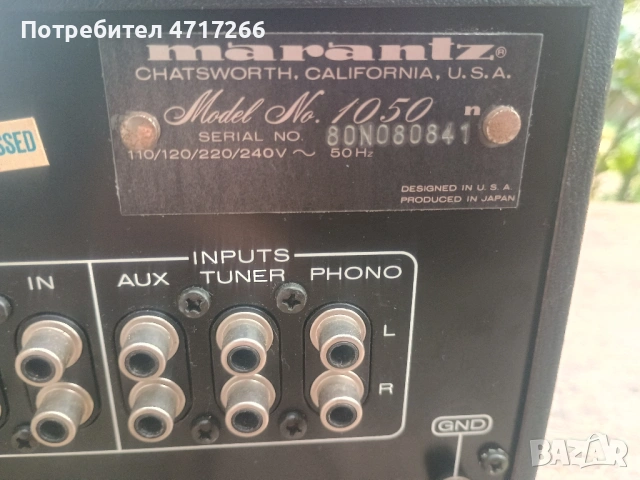 Потребител 4717266
marantz®
CHATSWORTH, CALIFORNIA, U.S.A.
Model No. 1050 n
SERIAL NO. 80N080841
110/120/220/240V ～ 50Hz
DESIGNED IN U.S.A.
PRODUCED IN JAPAN
SSED
INPUTS
IN AUX TUNER PHONO
L
R
GND
BAZAR